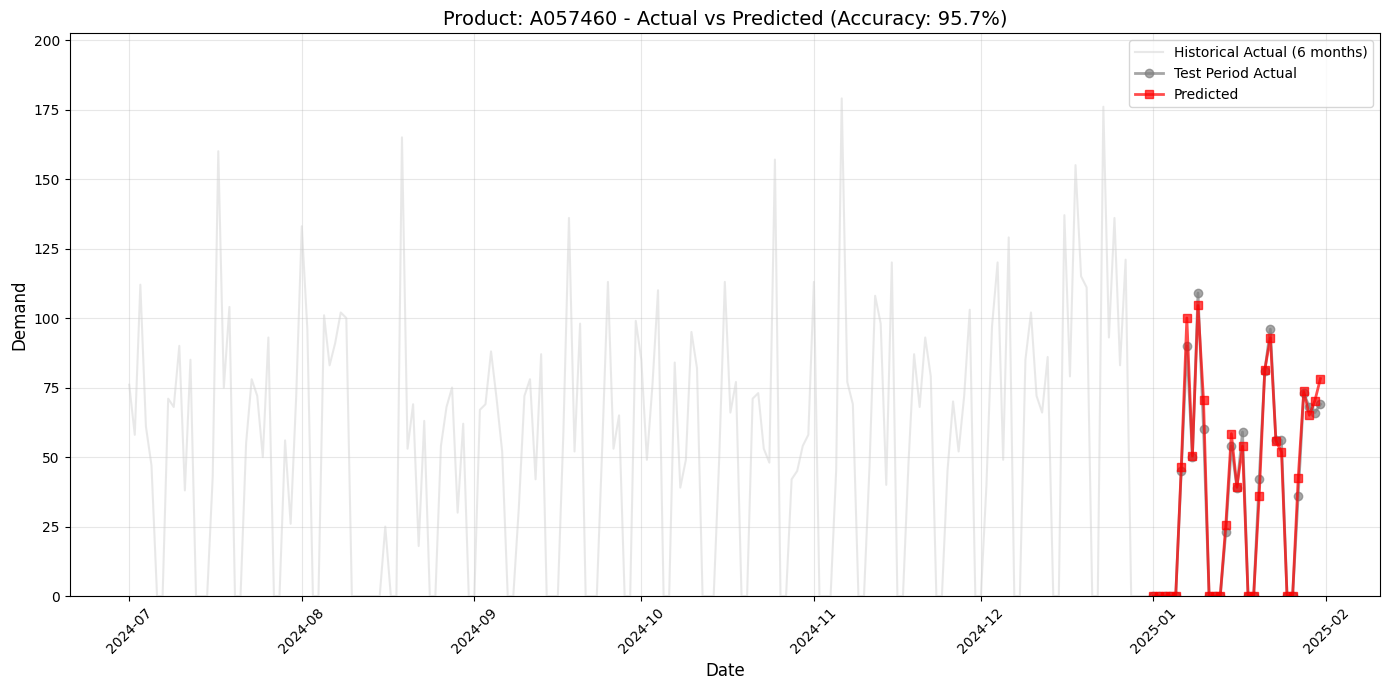 Product: A057460 - Actual vs Predicted (Accuracy: 95.7%)
Historical Actual (6 months)
Test Period Actual
Predicted
Demand
200
175
150
125
100
75
50
25
0
2024-07
2024-08
2024-09
2024-10
2024-11
2024-12
2025-01
2025-02
Date